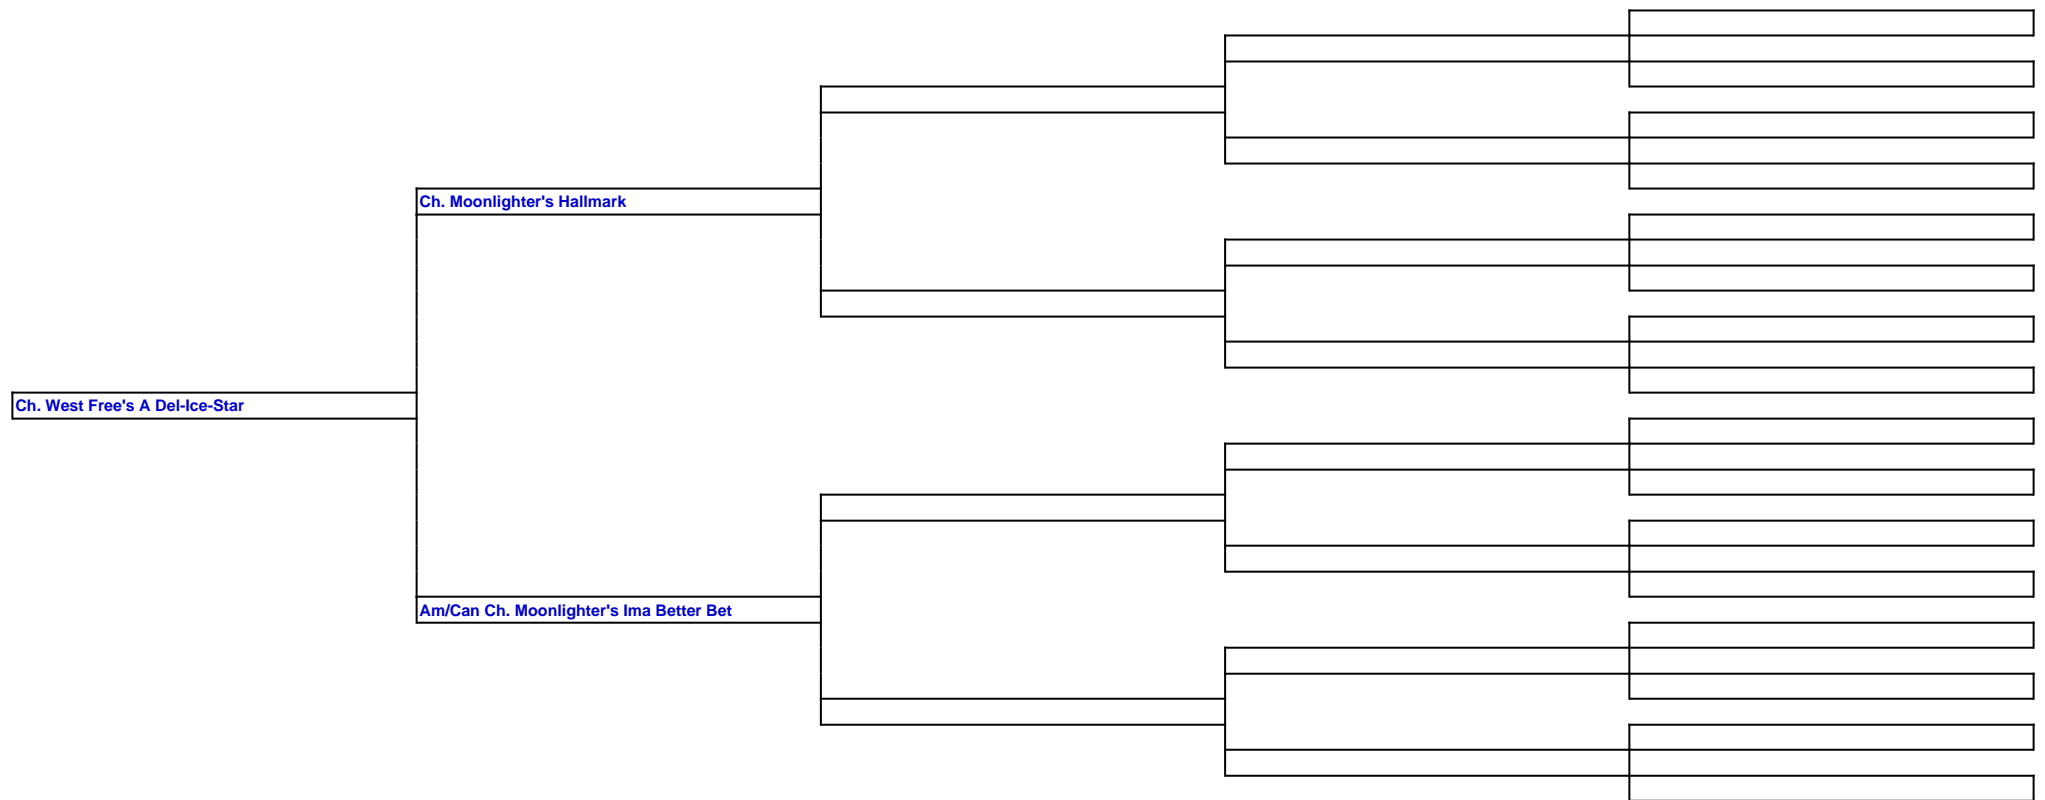 Ch. Moonlighter's Hallmark
Ch. West Free's A Del-Ice-Star
Am/Can Ch. Moonlighter's Ima Better Bet